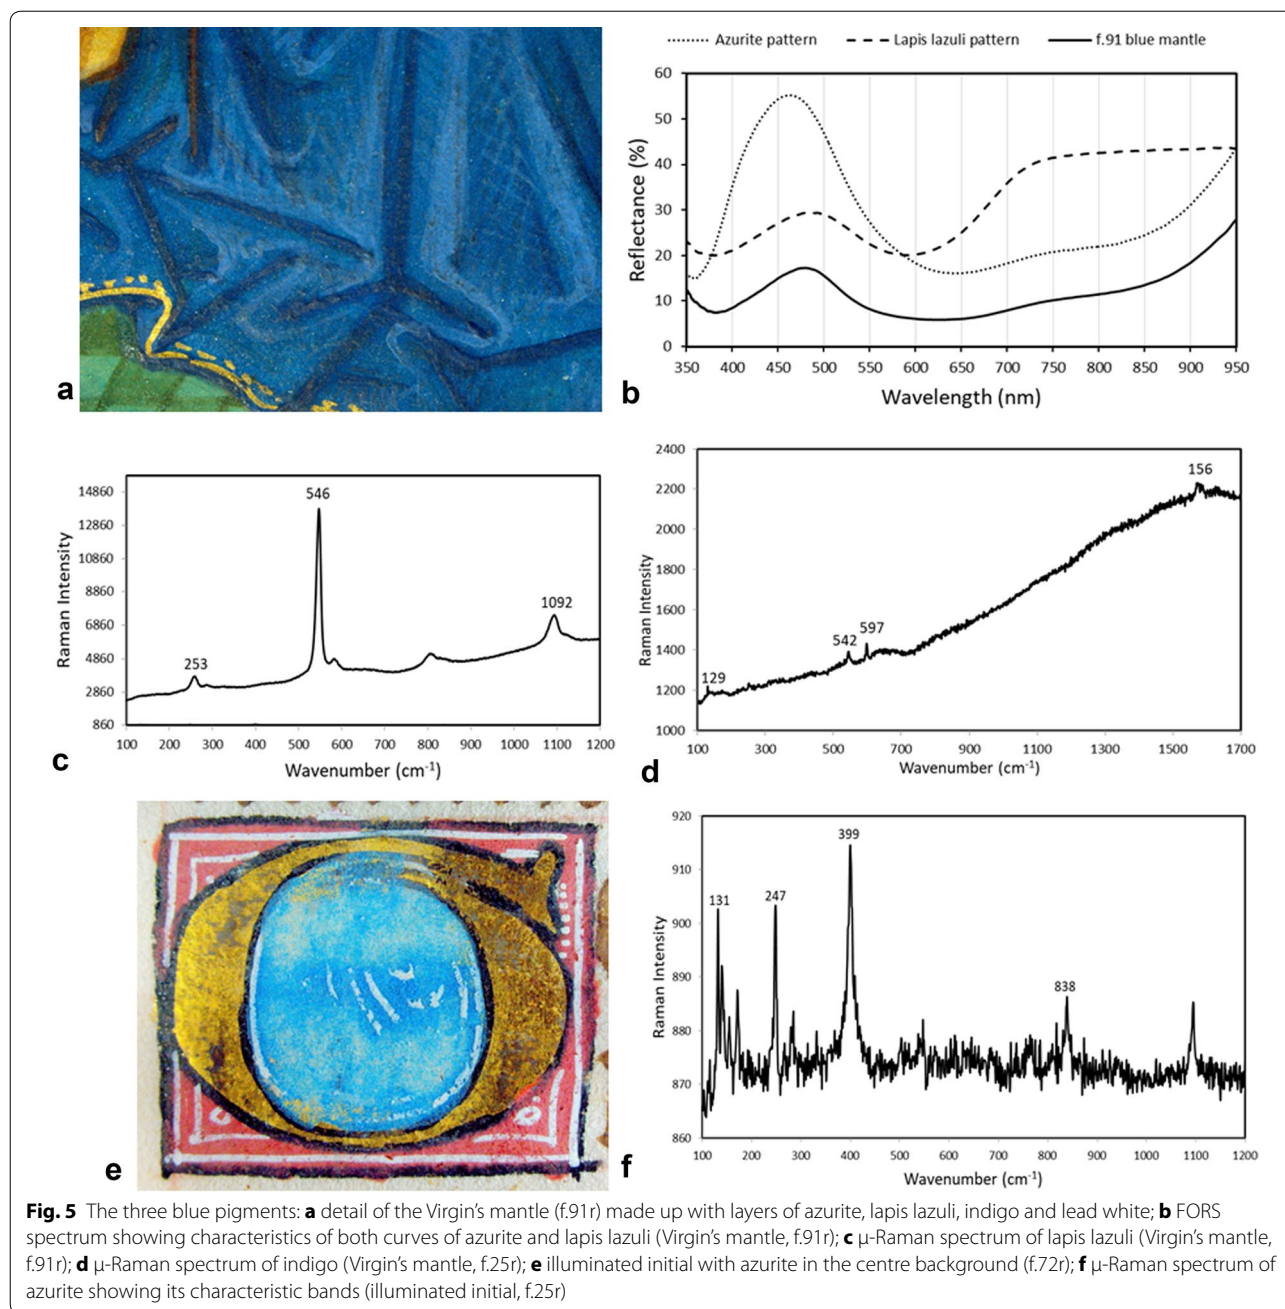 Azurite pattern Lapis lazuli pattern f.91 blue mantle
60
50
40
30
20
10
0
Reflectance (%)
350 400 450 500 550 600 650 700 750 800 850 900 950
Wavelength (nm)
a
b
14860
12860
10860
8860
6860
4860
2860
860
Raman Intensity
253
546
1092
100 200 300 400 500 600 700 800 900 1000 1100 1200
Wavenumber (cm-1)
c
2400
2200
2000
1800
1600
1400
1200
1000
Raman Intensity
129
542
597
156
100 300 500 700 900 1100 1300 1500 1700
Wavenumber (cm-1)
d
e
920
910
900
890
880
870
860
Raman Intensity
131
247
399
838
100 200 300 400 500 600 700 800 900 1000 1100 1200
Wavenumber (cm-1)
f
Fig. 5 The three blue pigments: a detail of the Virgin's mantle (f.91r) made up with layers of azurite, lapis lazuli, indigo and lead white; b FORS
spectrum showing characteristics of both curves of azurite and lapis lazuli (Virgin's mantle, f.91r); c μ-Raman spectrum of lapis lazuli (Virgin's mantle,
f.91r); d μ-Raman spectrum of indigo (Virgin's mantle, f.25r); e illuminated initial with azurite in the centre background (f.72r); f μ-Raman spectrum of
azurite showing its characteristic bands (illuminated initial, f.25r)